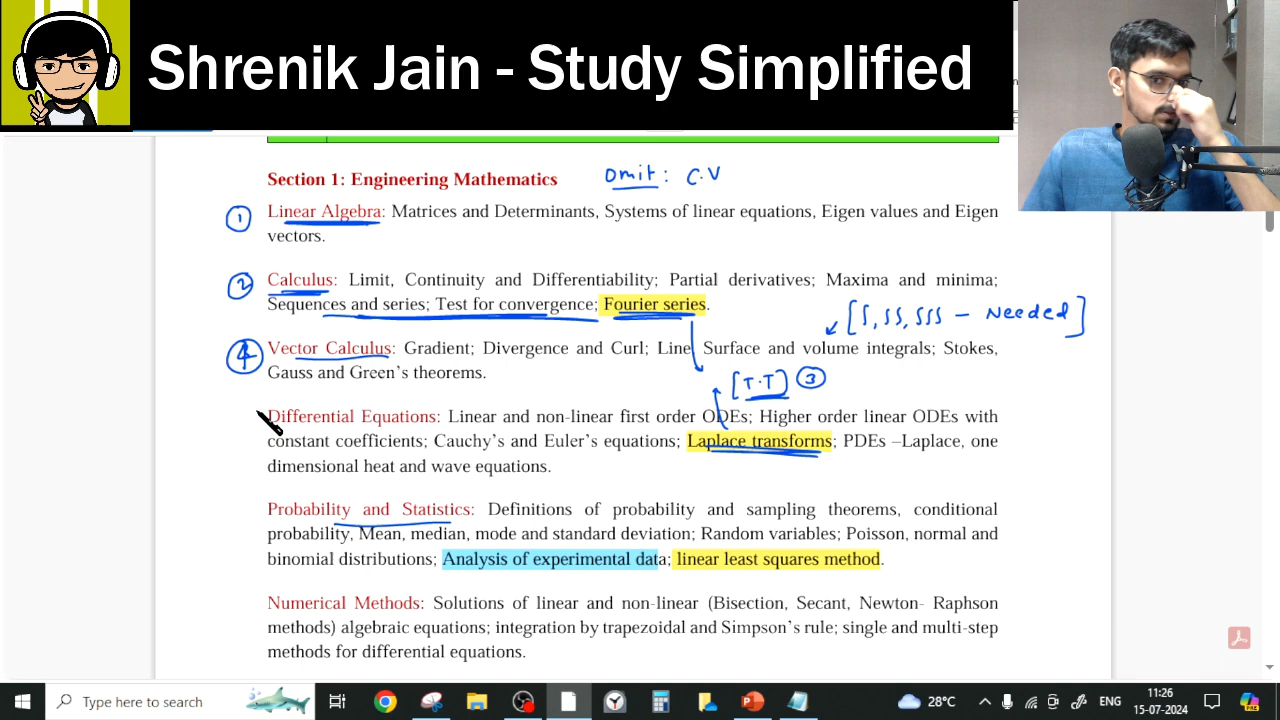 Shrenik Jain - Study Simplified
Section 1: Engineering Mathematics
Omit: C.V
① Linear Algebra: Matrices and Determinants, Systems of linear equations, Eigen values and Eigen
vectors.
② Calculus: Limit, Continuity and Differentiability; Partial derivatives; Maxima and minima;
Sequences and series; Test for convergence; Fourier series.
[∫, ∫∫, ∫∫∫ - Needed]
④ Vector Calculus: Gradient; Divergence and Curl; Line, Surface and volume integrals; Stokes,
Gauss and Green's theorems.
[T.T] ③
Differential Equations: Linear and non-linear first order ODEs; Higher order linear ODEs with
constant coefficients; Cauchy's and Euler's equations; Laplace transforms; PDEs –Laplace, one
dimensional heat and wave equations.
Probability and Statistics: Definitions of probability and sampling theorems, conditional
probability, Mean, median, mode and standard deviation; Random variables; Poisson, normal and
binomial distributions; Analysis of experimental data; linear least squares method.
Numerical Methods: Solutions of linear and non-linear (Bisection, Secant, Newton- Raphson
methods) algebraic equations; integration by trapezoidal and Simpson's rule; single and multi-step
methods for differential equations.
Type here to search
28°C
ENG
11:26
15-07-2024